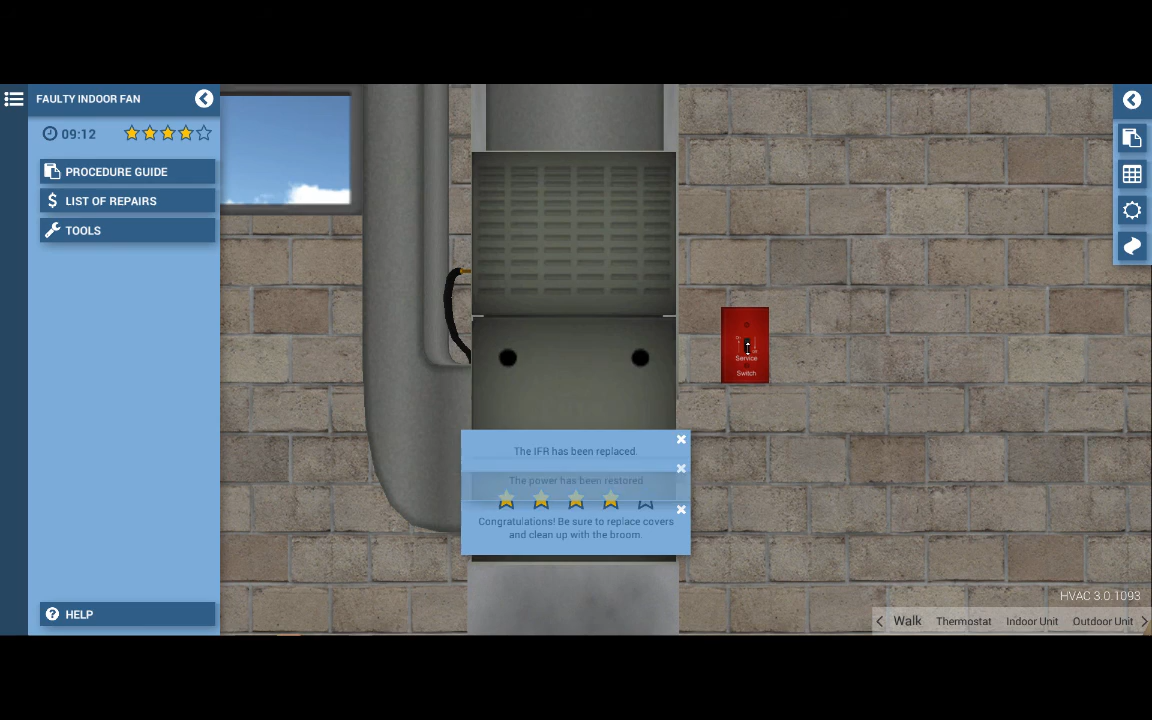 FAULTY INDOOR FAN
09:12
PROCEDURE GUIDE
$ LIST OF REPAIRS
TOOLS
Service
Switch
The IFR has been replaced.
The power has been restored
Congratulations! Be sure to replace covers
and clean up with the broom.
? HELP
HVAC 3.0.1093
Walk Thermostat Indoor Unit Outdoor Unit